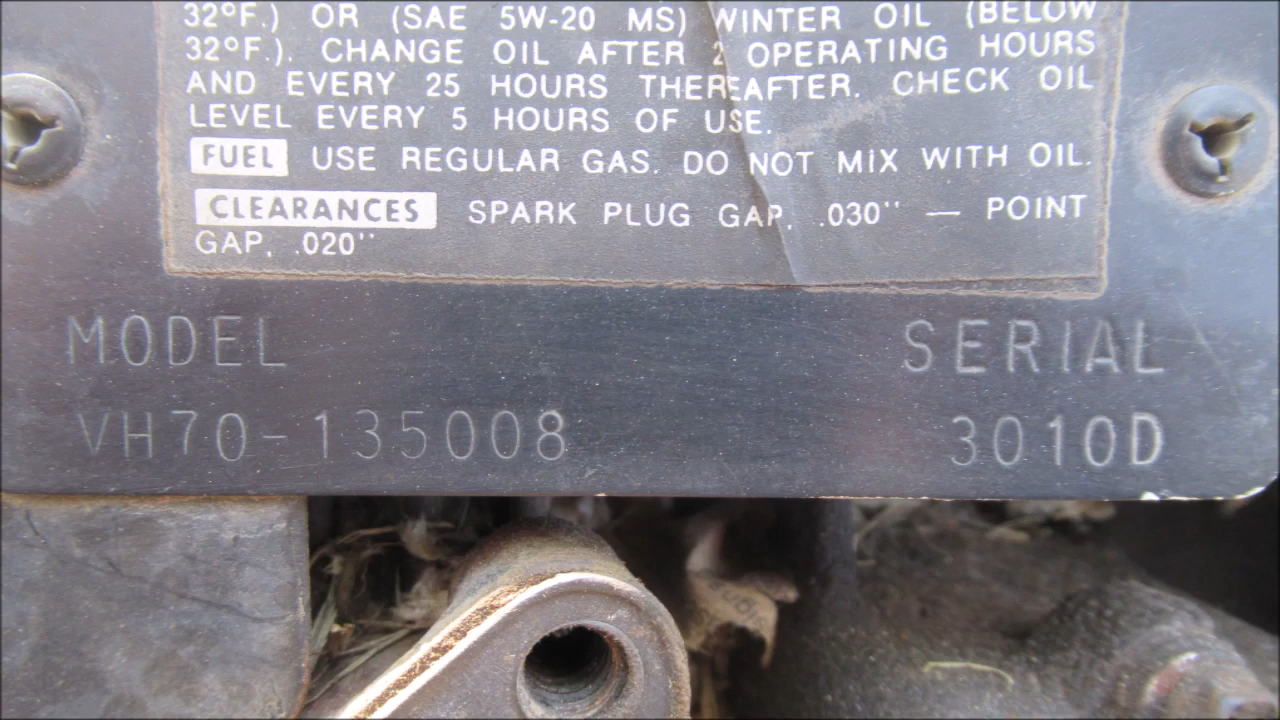 32°F.) OR (SAE 5W-20 MS) WINTER OIL (BELOW
32°F.). CHANGE OIL AFTER 2 OPERATING HOURS
AND EVERY 25 HOURS THEREAFTER. CHECK OIL
LEVEL EVERY 5 HOURS OF USE.
FUEL USE REGULAR GAS. DO NOT MIX WITH OIL.
CLEARANCES SPARK PLUG GAP, .030" — POINT
GAP, .020"
MODEL SERIAL
VH70-135008 3010D